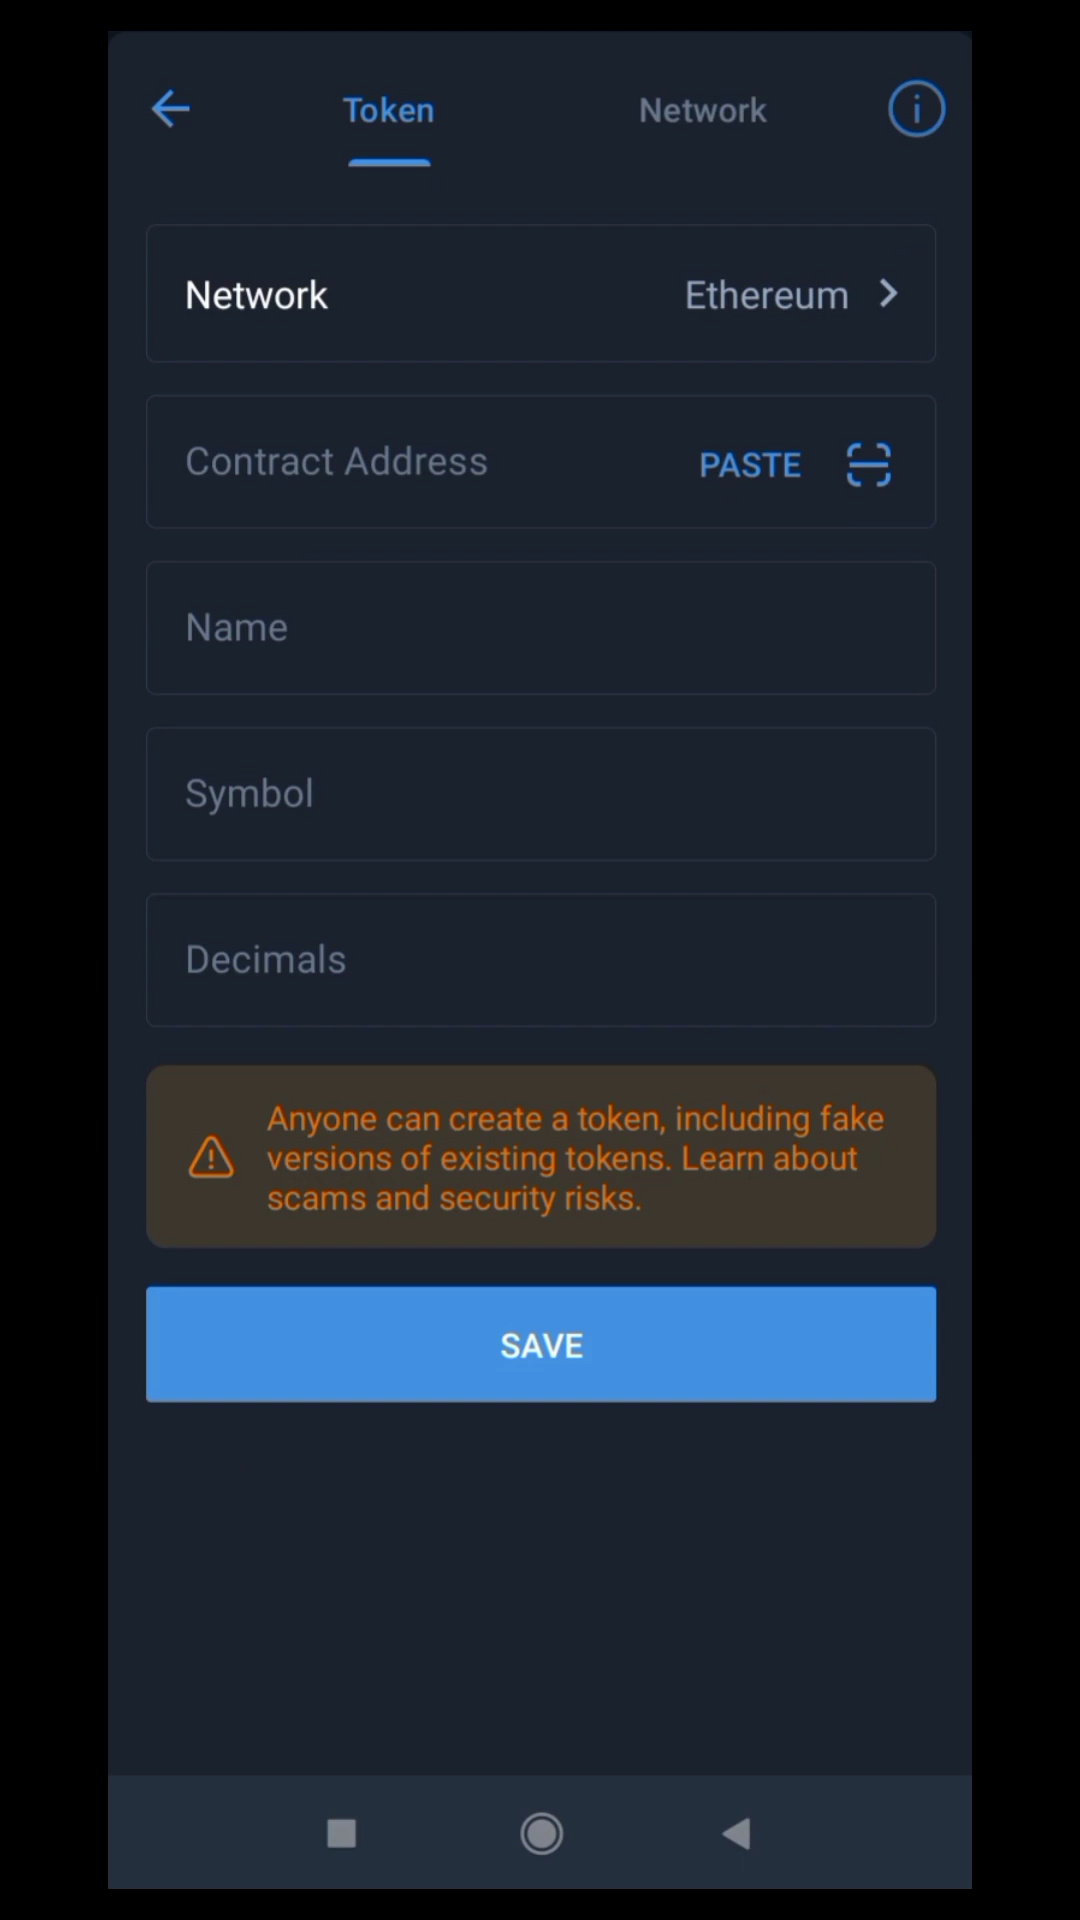 Token
Network
Network
Ethereum
Contract Address
PASTE
Name
Symbol
Decimals
Anyone can create a token, including fake
versions of existing tokens. Learn about
scams and security risks.
SAVE